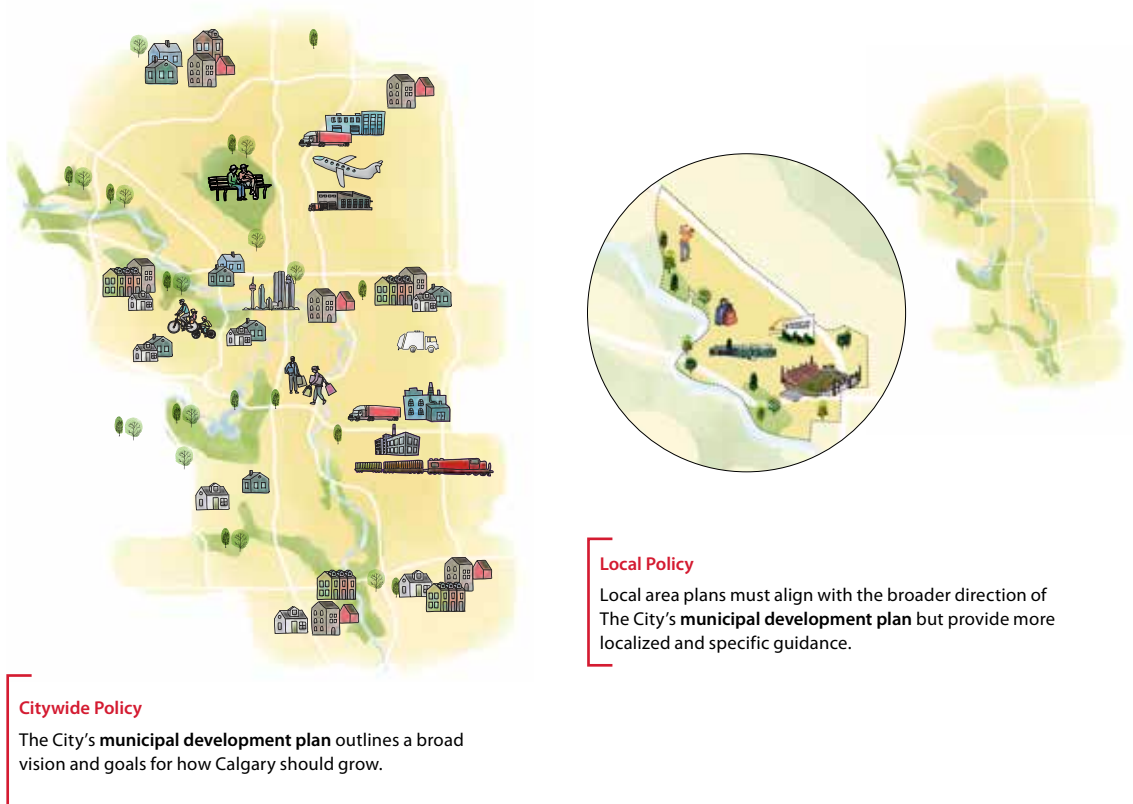 Local Policy
Local area plans must align with the broader direction of
The City's municipal development plan but provide more
localized and specific guidance.
Citywide Policy
The City's municipal development plan outlines a broad
vision and goals for how Calgary should grow.